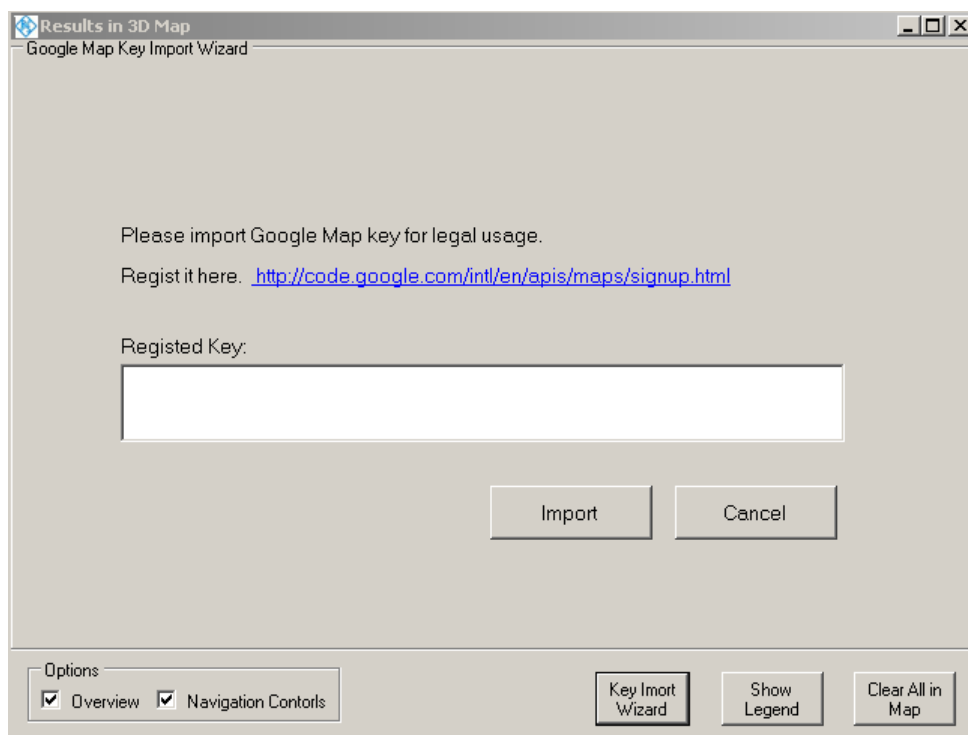 Results in 3D Map
Google Map Key Import Wizard
Please import Google Map key for legal usage.
Regist it here. http://code.google.com/intl/en/apis/maps/signup.html
Registed Key:
Import
Cancel
Options
Overview
Navigation Contorls
Key Imort
Wizard
Show
Legend
Clear All in
Map